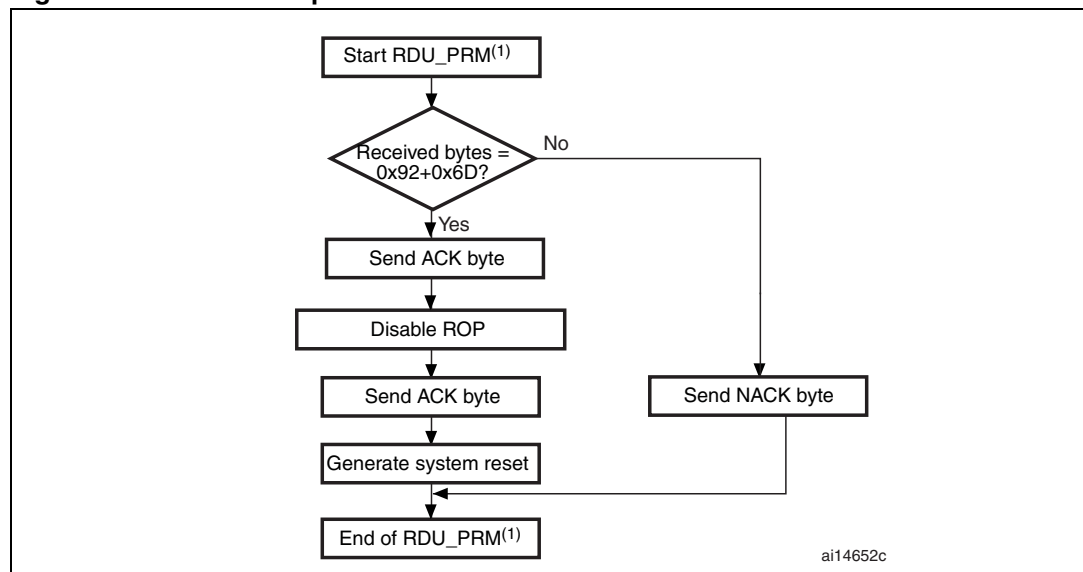 Start RDU_PRM(1)
Received bytes =
0x92+0x6D?
No
Yes
Send ACK byte
Disable ROP
Send ACK byte
Send NACK byte
Generate system reset
End of RDU_PRM(1)
ai14652c